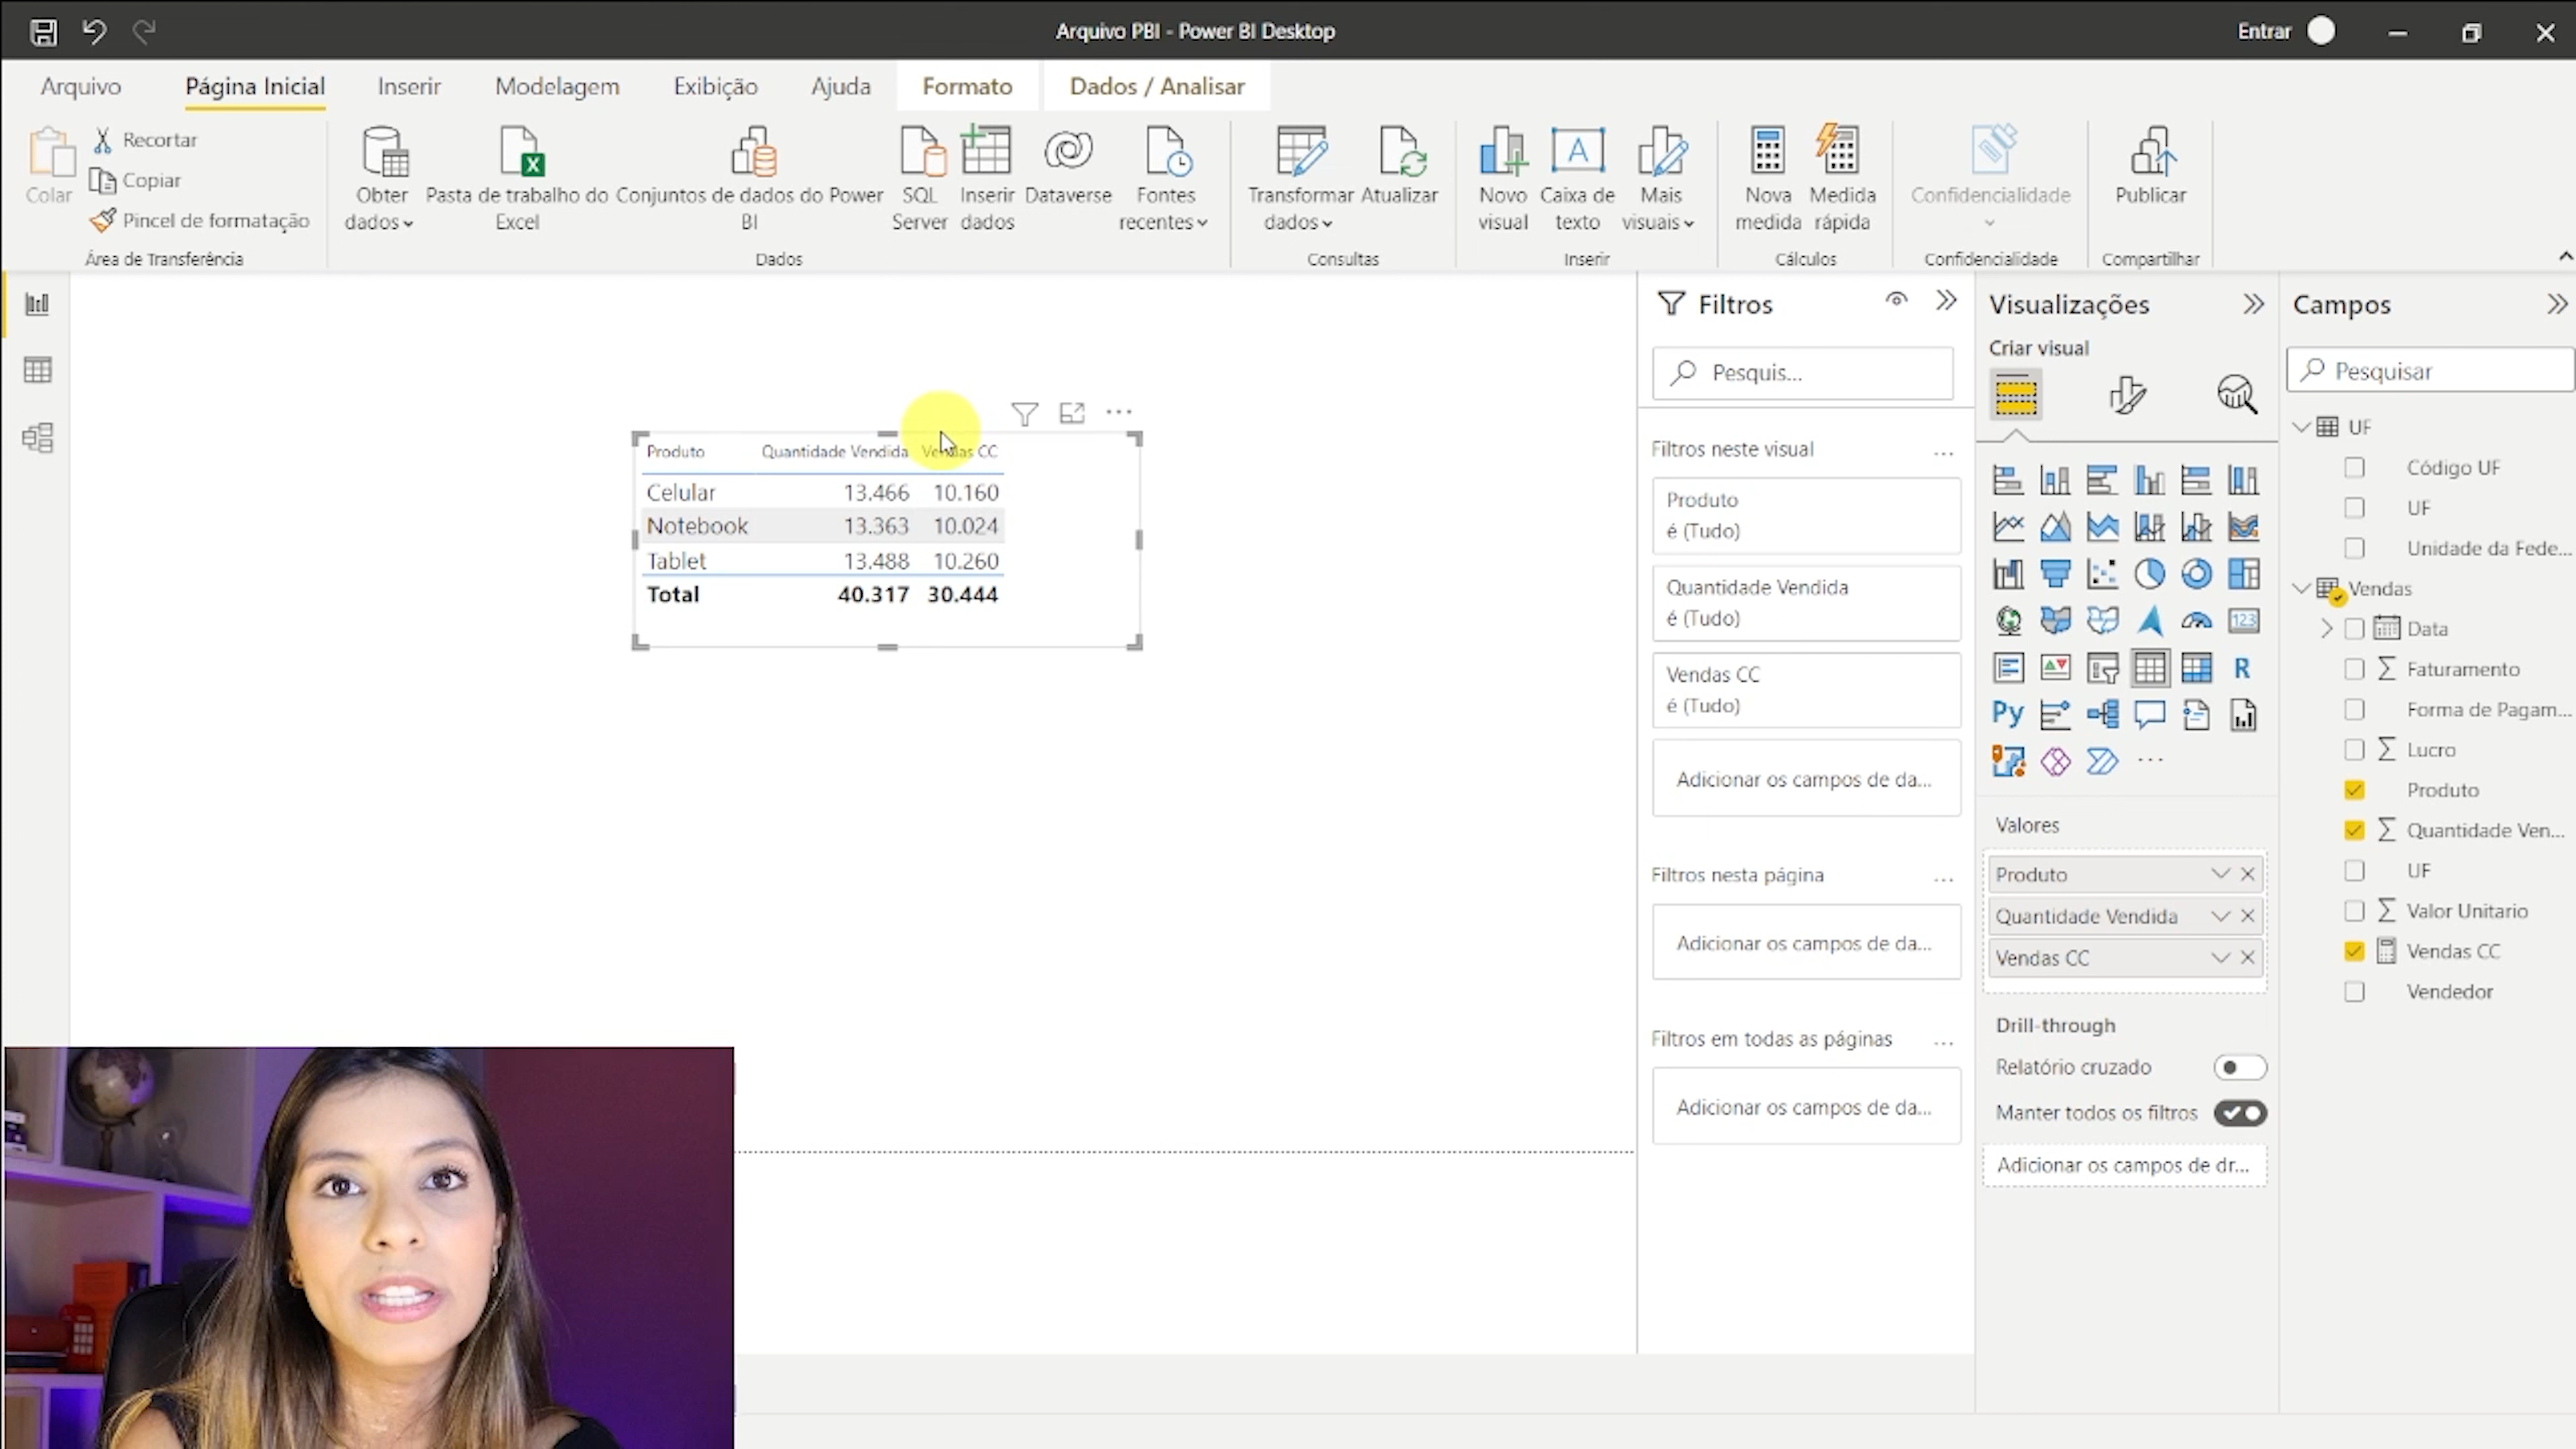 Arquivo PBI - Power BI Desktop
Entrar
Arquivo
Página Inicial
Inserir
Modelagem
Exibição
Ajuda
Formato
Dados / Analisar
Colar
Recortar
Copiar
Pincel de formatação
Área de Transferência
Obter dados
Pasta de trabalho do Excel
Conjuntos de dados do Power BI
SQL Server
Inserir dados
Dataverse
Fontes recentes
Dados
Transformar dados
Atualizar
Consultas
Novo visual
Caixa de texto
Mais visuais
Inserir
Nova medida
Medida rápida
Cálculos
Confidencialidade
Confidencialidade
Publicar
Compartilhar
Produto Quantidade Vendida Vendas CC
Celular 13.466 10.160
Notebook 13.363 10.024
Tablet 13.488 10.260
Total 40.317 30.444
Filtros
Pesquis...
Filtros neste visual ...
Produto
é (Tudo)
Quantidade Vendida
é (Tudo)
Vendas CC
é (Tudo)
Adicionar os campos de da...
Filtros nesta página ...
Adicionar os campos de da...
Filtros em todas as páginas ...
Adicionar os campos de da...
Visualizações
Criar visual
123
R
Py
...
Valores
Produto
Quantidade Vendida
Vendas CC
Drill-through
Relatório cruzado
Manter todos os filtros
Adicionar os campos de dr...
Campos
Pesquisar
UF
Código UF
UF
Unidade da Fede...
Vendas
Data
Faturamento
Forma de Pagam...
Lucro
Produto
Quantidade Ven...
UF
Valor Unitario
Vendas CC
Vendedor